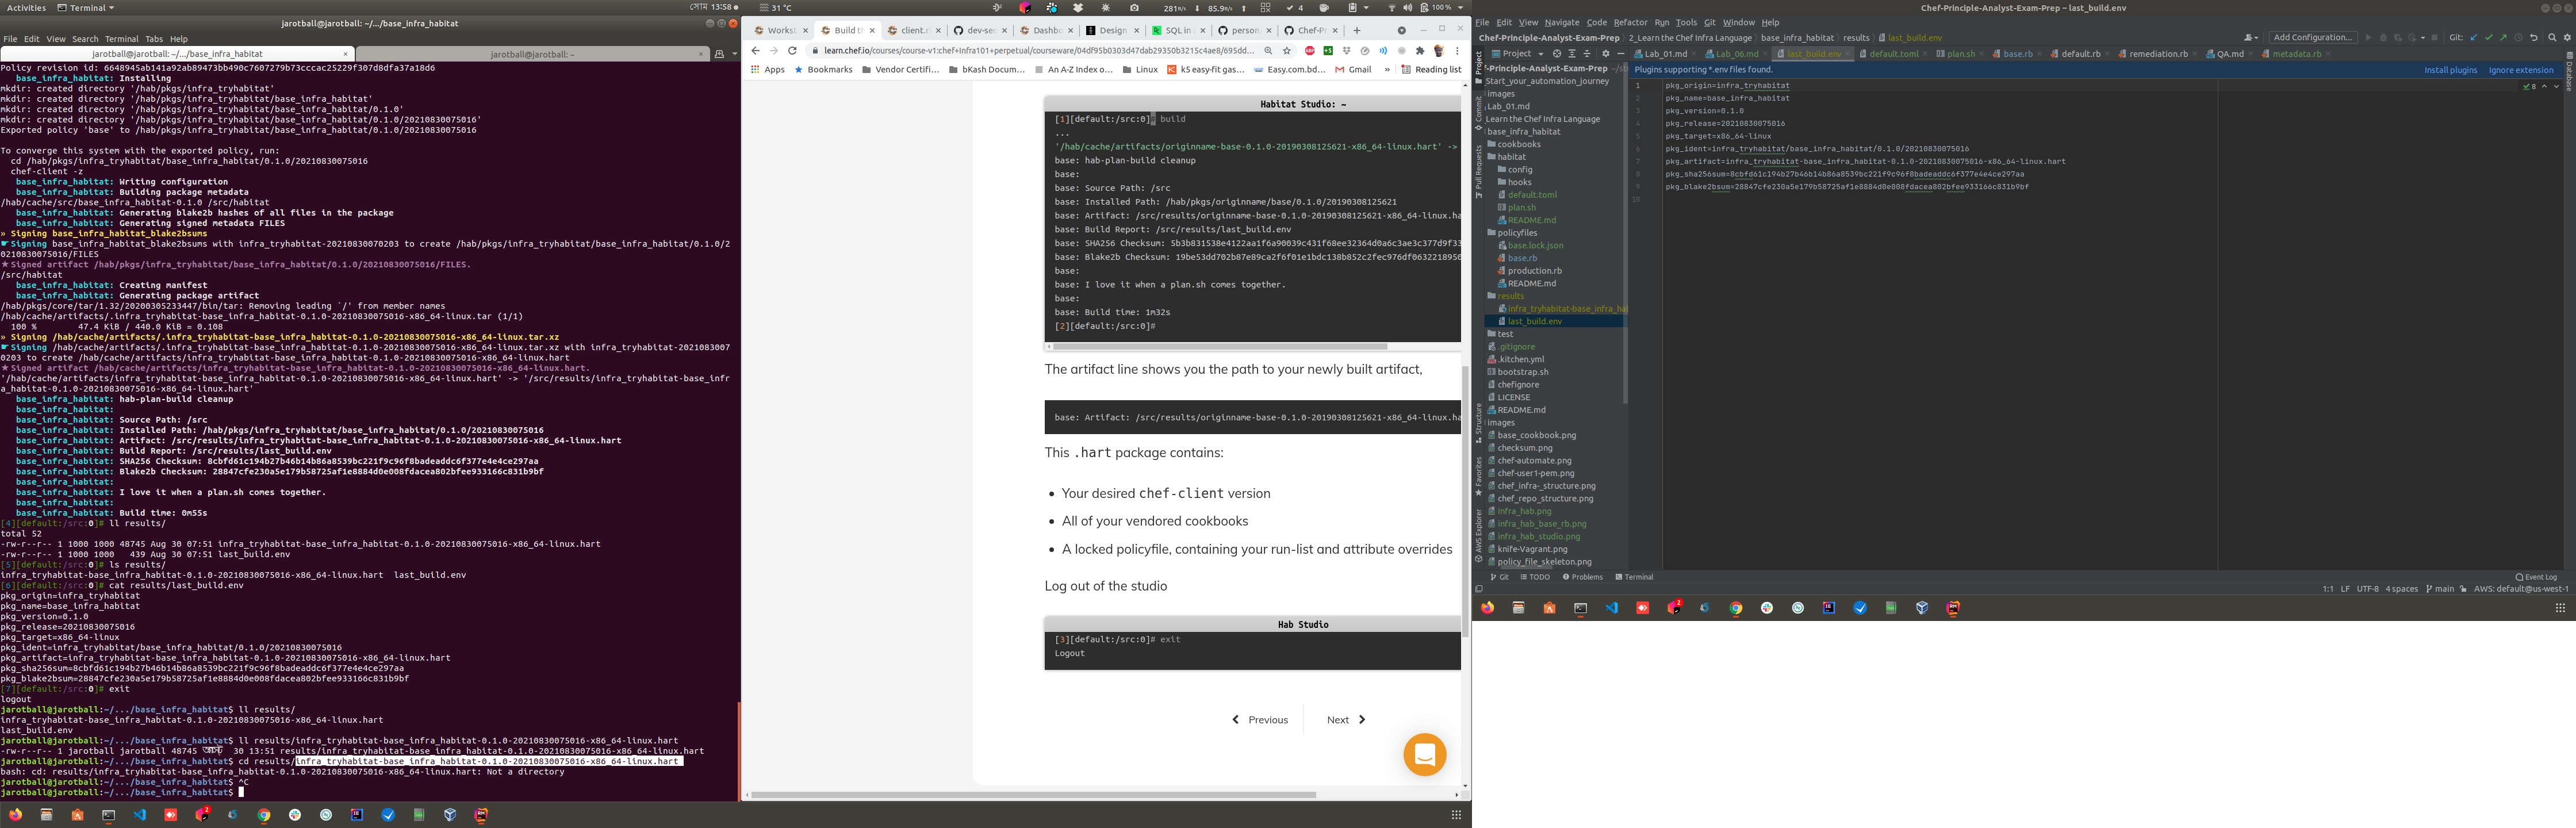 Activities Terminal
সোম 13:58
31 °C
281B/s 85.9B/s
4
100 %
jarotball@jarotball: ~/.../base_infra_habitat
File Edit View Search Terminal Tabs Help
jarotball@jarotball: ~/.../base_infra_habitat
jarotball@jarotball: ~
Policy revision id: 6648945ab141a92ab89473bb490c7607279b73cccac25229f307d8dfa37a18d6
base_infra_habitat: Installing
mkdir: created directory '/hab/pkgs/infra_tryhabitat'
mkdir: created directory '/hab/pkgs/infra_tryhabitat/base_infra_habitat'
mkdir: created directory '/hab/pkgs/infra_tryhabitat/base_infra_habitat/0.1.0'
mkdir: created directory '/hab/pkgs/infra_tryhabitat/base_infra_habitat/0.1.0/20210830075016'
Exported policy 'base' to /hab/pkgs/infra_tryhabitat/base_infra_habitat/0.1.0/20210830075016
To converge this system with the exported policy, run:
cd /hab/pkgs/infra_tryhabitat/base_infra_habitat/0.1.0/20210830075016
chef-client -z
base_infra_habitat: Writing configuration
base_infra_habitat: Building package metadata
/hab/cache/src/base_infra_habitat-0.1.0 /src/habitat
base_infra_habitat: Generating blake2b hashes of all files in the package
base_infra_habitat: Generating signed metadata FILES
» Signing base_infra_habitat_blake2bsums
☛ Signing base_infra_habitat_blake2bsums with infra_tryhabitat-20210830070203 to create /hab/pkgs/infra_tryhabitat/base_infra_habitat/0.1.0/2
0210830075016/FILES
★ Signed artifact /hab/pkgs/infra_tryhabitat/base_infra_habitat/0.1.0/20210830075016/FILES.
/src/habitat
base_infra_habitat: Creating manifest
base_infra_habitat: Generating package artifact
/hab/pkgs/core/tar/1.32/20200305233447/bin/tar: Removing leading `/' from member names
/hab/cache/artifacts/.infra_tryhabitat-base_infra_habitat-0.1.0-20210830075016-x86_64-linux.tar (1/1)
100 % 47.4 KiB / 440.0 KiB = 0.108
» Signing /hab/cache/artifacts/.infra_tryhabitat-base_infra_habitat-0.1.0-20210830075016-x86_64-linux.tar.xz
☛ Signing /hab/cache/artifacts/.infra_tryhabitat-base_infra_habitat-0.1.0-20210830075016-x86_64-linux.tar.xz with infra_tryhabitat-2021083007
0203 to create /hab/cache/artifacts/infra_tryhabitat-base_infra_habitat-0.1.0-20210830075016-x86_64-linux.hart
★ Signed artifact /hab/cache/artifacts/infra_tryhabitat-base_infra_habitat-0.1.0-20210830075016-x86_64-linux.hart.
'/hab/cache/artifacts/infra_tryhabitat-base_infra_habitat-0.1.0-20210830075016-x86_64-linux.hart' -> '/src/results/infra_tryhabitat-base_infr
a_habitat-0.1.0-20210830075016-x86_64-linux.hart'
base_infra_habitat: hab-plan-build cleanup
base_infra_habitat:
base_infra_habitat: Source Path: /src
base_infra_habitat: Installed Path: /hab/pkgs/infra_tryhabitat/base_infra_habitat/0.1.0/20210830075016
base_infra_habitat: Artifact: /src/results/infra_tryhabitat-base_infra_habitat-0.1.0-20210830075016-x86_64-linux.hart
base_infra_habitat: Build Report: /src/results/last_build.env
base_infra_habitat: SHA256 Checksum: 8cbfd61c194b27b46b14b86a8539bc221f9c96f8badeaddc6f377e4e4ce297aa
base_infra_habitat: Blake2b Checksum: 28847cfe230a5e179b58725af1e8884d0e008fdacea802bfee933166c831b9bf
base_infra_habitat:
base_infra_habitat: I love it when a plan.sh comes together.
base_infra_habitat:
base_infra_habitat: Build time: 0m55s
[4][default:/src:0]# ll results/
total 52
-rw-r--r-- 1 1000 1000 48745 Aug 30 07:51 infra_tryhabitat-base_infra_habitat-0.1.0-20210830075016-x86_64-linux.hart
-rw-r--r-- 1 1000 1000 439 Aug 30 07:51 last_build.env
[5][default:/src:0]# ls results/
infra_tryhabitat-base_infra_habitat-0.1.0-20210830075016-x86_64-linux.hart last_build.env
[6][default:/src:0]# cat results/last_build.env
pkg_origin=infra_tryhabitat
pkg_name=base_infra_habitat
pkg_version=0.1.0
pkg_release=20210830075016
pkg_target=x86_64-linux
pkg_ident=infra_tryhabitat/base_infra_habitat/0.1.0/20210830075016
pkg_artifact=infra_tryhabitat-base_infra_habitat-0.1.0-20210830075016-x86_64-linux.hart
pkg_sha256sum=8cbfd61c194b27b46b14b86a8539bc221f9c96f8badeaddc6f377e4e4ce297aa
pkg_blake2bsum=28847cfe230a5e179b58725af1e8884d0e008fdacea802bfee933166c831b9bf
[7][default:/src:0]# exit
logout
jarotball@jarotball:~/.../base_infra_habitat$ ll results/
infra_tryhabitat-base_infra_habitat-0.1.0-20210830075016-x86_64-linux.hart
last_build.env
jarotball@jarotball:~/.../base_infra_habitat$ ll results/infra_tryhabitat-base_infra_habitat-0.1.0-20210830075016-x86_64-linux.hart
-rw-r--r-- 1 jarotball jarotball 48745 30 13:51 results/infra_tryhabitat-base_infra_habitat-0.1.0-20210830075016-x86_64-linux.hart
jarotball@jarotball:~/.../base_infra_habitat$ cd results/infra_tryhabitat-base_infra_habitat-0.1.0-20210830075016-x86_64-linux.hart
bash: cd: results/infra_tryhabitat-base_infra_habitat-0.1.0-20210830075016-x86_64-linux.hart: Not a directory
jarotball@jarotball:~/.../base_infra_habitat$ ^C
jarotball@jarotball:~/.../base_infra_habitat$
Workst Build th client.r dev-sec Dashbo Design SQL in person Chef-Pr
learn.chef.io/courses/course-v1:chef+Infra101+perpetual/courseware/04df95b0303d47dab29350b3215c4ae8/695dd...
Apps Bookmarks Vendor Certifi... bKash Docum... An A-Z Index o... Linux k5 easy-fit gas... Easy.com.bd... Gmail » Reading list
Habitat Studio: ~
[1][default:/src:0]# build
...
'/hab/cache/artifacts/originname-base-0.1.0-20190308125621-x86_64-linux.hart' ->
base: hab-plan-build cleanup
base:
base: Source Path: /src
base: Installed Path: /hab/pkgs/originname/base/0.1.0/20190308125621
base: Artifact: /src/results/originname-base-0.1.0-20190308125621-x86_64-linux.ha
base: Build Report: /src/results/last_build.env
base: SHA256 Checksum: 5b3b831538e4122aa1f6a90039c431f68ee32364d0a6c3ae3c377d9f33
base: Blake2b Checksum: 19be53dd702b87e89ca2f6f01e1bdc138b852c2fec976df0632218950
base:
base: I love it when a plan.sh comes together.
base:
base: Build time: 1m32s
[2][default:/src:0]#
The artifact line shows you the path to your newly built artifact,
base: Artifact: /src/results/originname-base-0.1.0-20190308125621-x86_64-linux.ha
This .hart package contains:
• Your desired chef-client version
• All of your vendored cookbooks
• A locked policyfile, containing your run-list and attribute overrides
Log out of the studio
Hab Studio
[3][default:/src:0]# exit
Logout
Previous Next
Chef-Principle-Analyst-Exam-Prep – last_build.env
File Edit View Navigate Code Refactor Run Tools Git Window Help
Chef-Principle-Analyst-Exam-Prep 2_Learn the Chef Infra Language base_infra_habitat results last_build.env
Add Configuration... Git:
Project
Lab_01.md Lab_06.md last_build.env default.toml plan.sh base.rb default.rb remediation.rb QA.md metadata.rb
Plugins supporting *.env files found. Install plugins Ignore extension
f-Principle-Analyst-Exam-Prep
Start_your_automation_journey
images
Lab_01.md
Learn the Chef Infra Language
base_infra_habitat
cookbooks
habitat
config
hooks
default.toml
plan.sh
README.md
policyfiles
base.lock.json
base.rb
production.rb
README.md
results
infra_tryhabitat-base_infra_hat
last_build.env
test
.gitignore
.kitchen.yml
bootstrap.sh
chefignore
LICENSE
README.md
images
base_cookbook.png
checksum.png
chef-automate.png
chef-user1-pem.png
chef_infra-_structure.png
chef_repo_structure.png
infra_hab.png
infra_hab_base_rb.png
infra_hab_studio.png
knife-Vagrant.png
policy_file_skeleton.png
1 pkg_origin=infra_tryhabitat
2 pkg_name=base_infra_habitat
3 pkg_version=0.1.0
4 pkg_release=20210830075016
5 pkg_target=x86_64-linux
6 pkg_ident=infra_tryhabitat/base_infra_habitat/0.1.0/20210830075016
7 pkg_artifact=infra_tryhabitat-base_infra_habitat-0.1.0-20210830075016-x86_64-linux.hart
8 pkg_sha256sum=8cbfd61c194b27b46b14b86a8539bc221f9c96f8badeaddc6f377e4e4ce297aa
9 pkg_blake2bsum=28847cfe230a5e179b58725af1e8884d0e008fdacea802bfee933166c831b9bf
10
8
Project
Commit
Pull Requests
Structure
Favorites
AWS Explorer
Database
Git TODO Problems Terminal Event Log
1:1 LF UTF-8 4 spaces main AWS: default@us-west-1